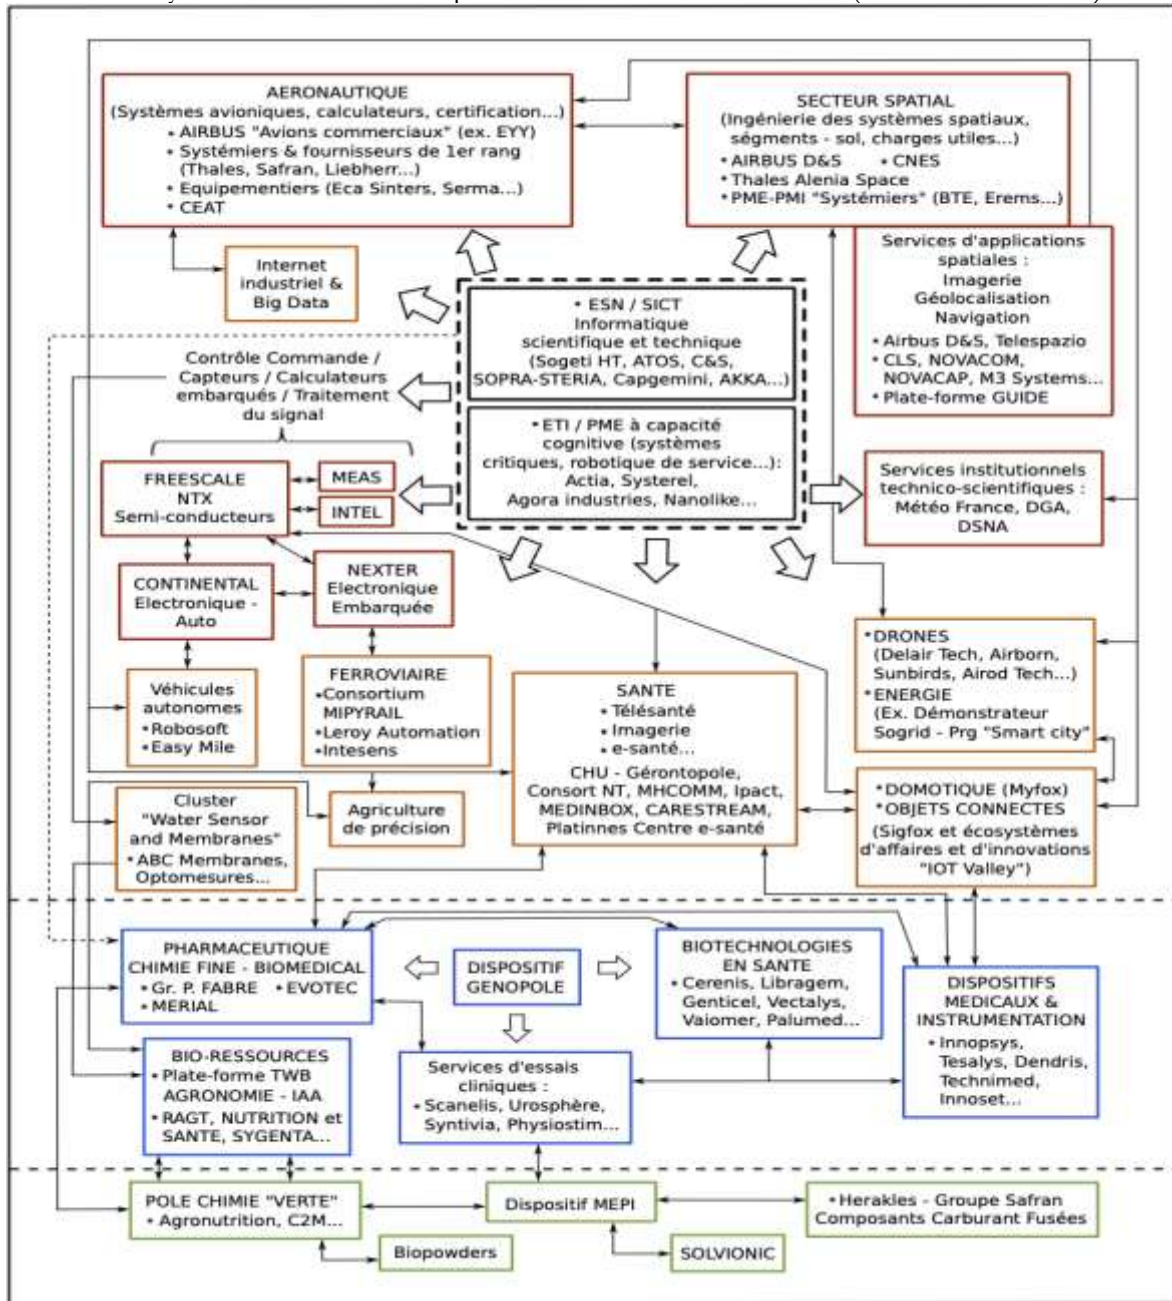 AERONAUTIQUE
(Systèmes avioniques, calculateurs, certification...)
• AIRBUS "Avions commerciaux" (ex. EYY)
• Systémiers & fournisseurs de 1er rang
(Thales, Safran, Liebherr...)
• Equipementiers (Eca Sinters, Serma...)
• CEAT
SECTEUR SPATIAL
(Ingénierie des systèmes spatiaux,
ségments - sol, charges utiles...)
• AIRBUS D&S • CNES
• Thales Alenia Space
• PME-PMI "Systémiers" (BTE, Erems...)
Services d'applications
spatiales :
Imagerie
Géolocalisation
Navigation
• Airbus D&S, Telespazio
• CLS, NOVACOM,
NOVACAP, M3 Systems...
• Plate-forme GUIDE
Internet
industriel &
Big Data
• ESN / SICT
Informatique
scientifique et technique
(Sogeti HT, ATOS, C&S,
SOPRA-STERIA, Capgemini, AKKA...)
Contrôle Commande /
Capteurs / Calculateurs
embarqués / Traitement
du signal
• ETI / PME à capacité
cognitive (systèmes
critiques, robotique de service...):
Actia, Systerel,
Agora industries, Nanolike...
FREESCALE
NTX
Semi-conducteurs
MEAS
INTEL
Services institutionnels
technico-scientifiques :
Météo France, DGA,
DSNA
CONTINENTAL
Electronique -
Auto
NEXTER
Electronique
Embarquée
• DRONES
(Delair Tech, Airborn,
Sunbirds, Airod Tech...)
• ENERGIE
(Ex. Démonstrateur
Sogrid - Prg "Smart city"
Véhicules
autonomes
• Robosoft
• Easy Mile
FERROVIAIRE
• Consortium
MIPYRAIL
• Leroy Automation
• Intesens
SANTE
• Télésanté
• Imagerie
• e-santé...
CHU - Gérontopole,
Consort NT, MHCOMM, Ipact,
MEDINBOX, CARESTREAM,
Platinnes Centre e-santé
• DOMOTIQUE (Myfox)
• OBJETS CONNECTES
(Sigfox et écosystèmes
d'affaires et d'innovations
"IOT Valley")
Cluster
"Water Sensor
and Membranes"
• ABC Membranes,
Optomesures...
Agriculture
de précision
PHARMACEUTIQUE
CHIMIE FINE - BIOMEDICAL
• Gr. P. FABRE • EVOTEC
• MERIAL
DISPOSITIF
GENOPOLE
BIOTECHNOLOGIES
EN SANTE
• Cerenis, Libragem,
Genticel, Vectalys,
Vaiomer, Palumed...
DISPOSITIFS
MEDICAUX &
INSTRUMENTATION
• Innopsys,
Tesalys, Dendris,
Technimed,
Innoset...
BIO-RESSOURCES
• Plate-forme TWB
AGRONOMIE - IAA
• RAGT, NUTRITION et
SANTE, SYGENTA...
Services d'essais
cliniques :
• Scanelis, Urosphère,
Syntivia, Physiostim...
POLE CHIMIE "VERTE"
• Agronutrition, C2M...
Dispositif MEPI
• Herakles - Groupe Safran
Composants Carburant Fusées
Biopowders
SOLVIONIC